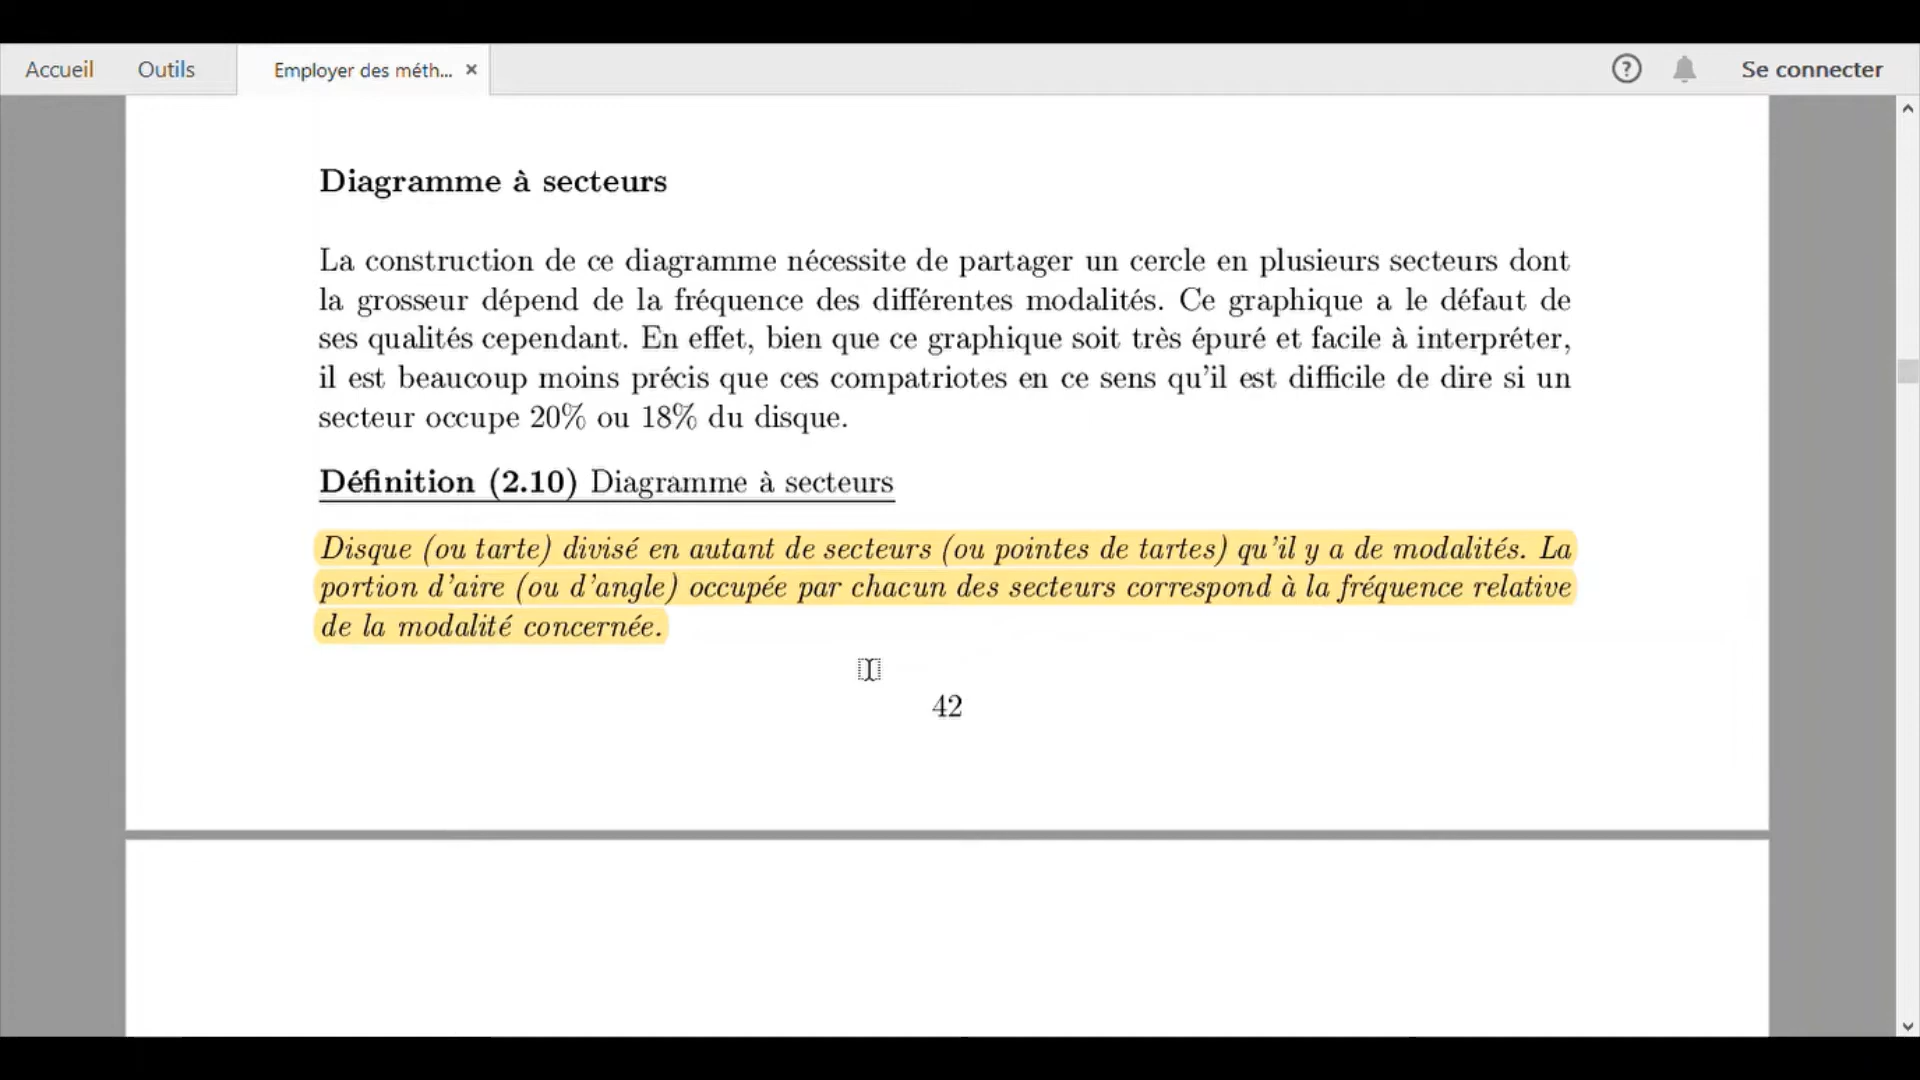 Accueil Outils Employer des méth... × ? Se connecter
Diagramme à secteurs
La construction de ce diagramme nécessite de partager un cercle en plusieurs secteurs dont
la grosseur dépend de la fréquence des différentes modalités. Ce graphique a le défaut de
ses qualités cependant. En effet, bien que ce graphique soit très épuré et facile à interpréter,
il est beaucoup moins précis que ces compatriotes en ce sens qu'il est difficile de dire si un
secteur occupe 20% ou 18% du disque.
Définition (2.10) Diagramme à secteurs
Disque (ou tarte) divisé en autant de secteurs (ou pointes de tartes) qu'il y a de modalités. La
portion d'aire (ou d'angle) occupée par chacun des secteurs correspond à la fréquence relative
de la modalité concernée.
42